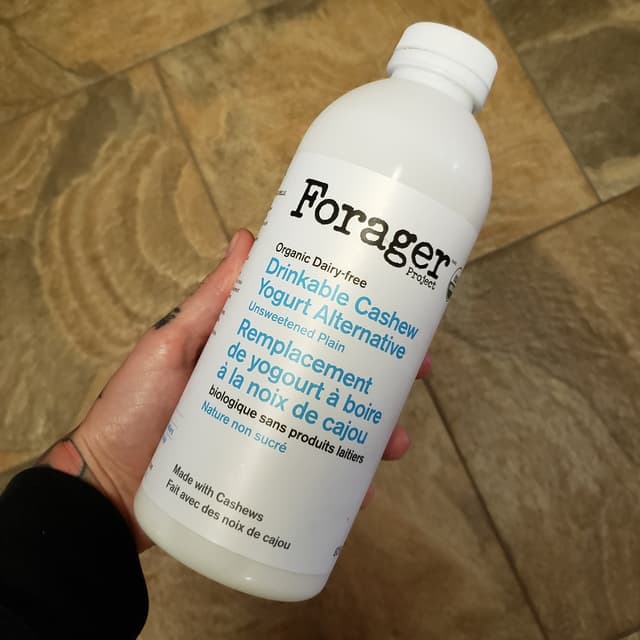 Forager
Project
Organic Dairy-free
Drinkable Cashew
Yogurt Alternative
Unsweetened Plain
Remplacement
de yogourt à boire
à la noix de cajou
biologique sans produits laitiers
Nature non sucré
Made with Cashews
Fait avec des noix de cajou